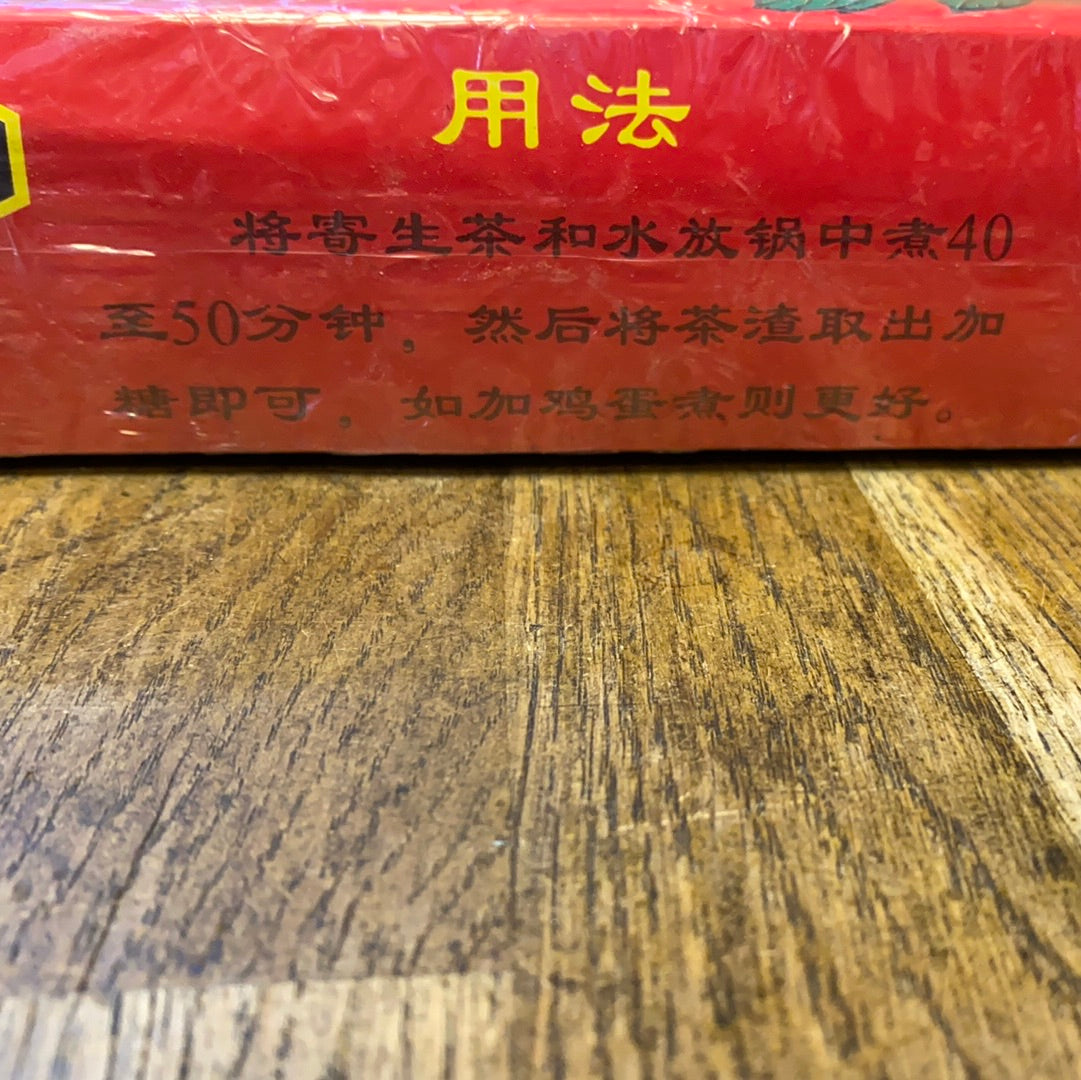 用法
将寄生茶和水放锅中煮40
至50分钟，然后将茶渣取出加
糖即可，如加鸡蛋煮则更好。